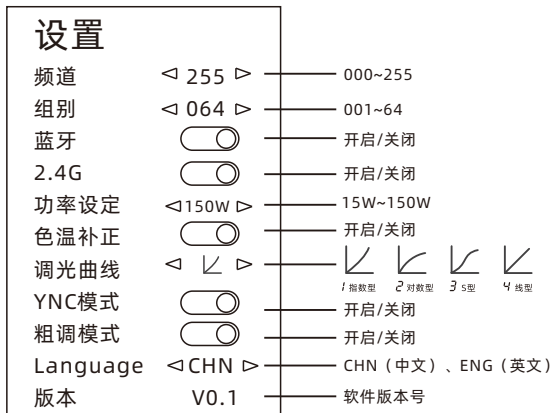 设置
频道 255 000~255
组别 064 001~64
蓝牙 开启/关闭
2.4G 开启/关闭
功率设定 150W 15W~150W
色温补正 开启/关闭
调光曲线
1 指数型 2 对数型 3 S型 4 线型
YNC模式 开启/关闭
粗调模式 开启/关闭
Language CHN CHN（中文）、ENG（英文）
版本 V0.1 软件版本号